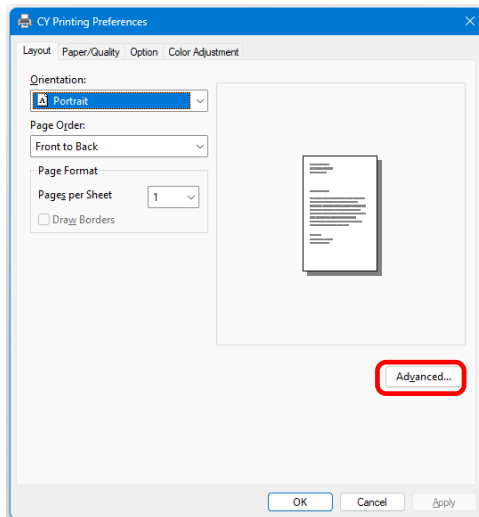 CY Printing Preferences
Layout Paper/Quality Option Color Adjustment
Orientation:
A Portrait
Page Order:
Front to Back
Page Format
Pages per Sheet 1
Draw Borders
Advanced...
OK Cancel Apply